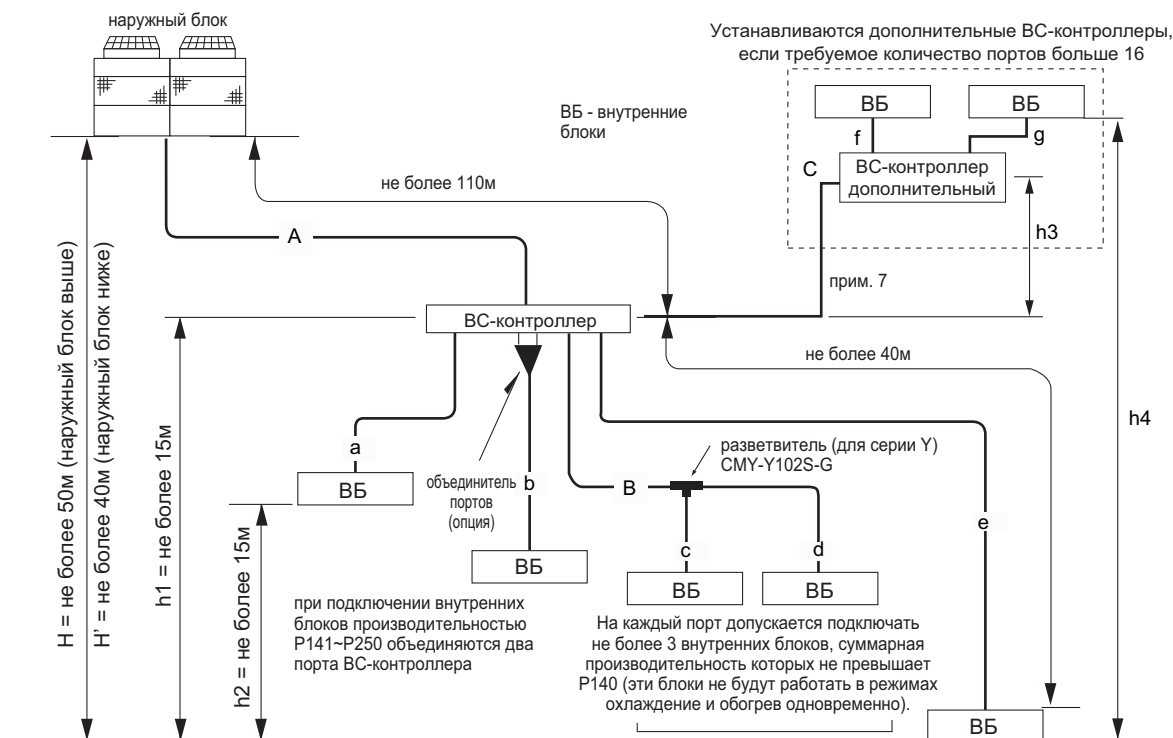 наружный блок
Устанавливаются дополнительные BC-контроллеры,
если требуемое количество портов больше 16
ВБ - внутренние
блоки
ВБ
ВБ
f
g
C
BC-контроллер
дополнительный
h3
не более 110м
A
прим. 7
BC-контроллер
не более 40м
h4
H = не более 50м (наружный блок выше)
H' = не более 40м (наружный блок ниже)
h1 = не более 15м
h2 = не более 15м
a
ВБ
объединитель
портов
(опция)
b
ВБ
B
разветвитель (для серии Y)
CMY-Y102S-G
c
d
e
ВБ
ВБ
при подключении внутренних
блоков производительностью
P141~P250 объединяются два
порта BC-контроллера
На каждый порт допускается подключать
не более 3 внутренних блоков, суммарная
производительность которых не превышает
P140 (эти блоки не будут работать в режимах
охлаждение и обогрев одновременно).
ВБ